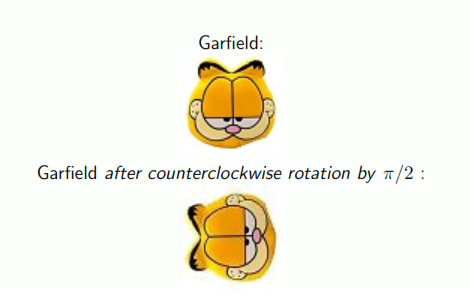 Garfield:
Garfield after counterclockwise rotation by π/2 :